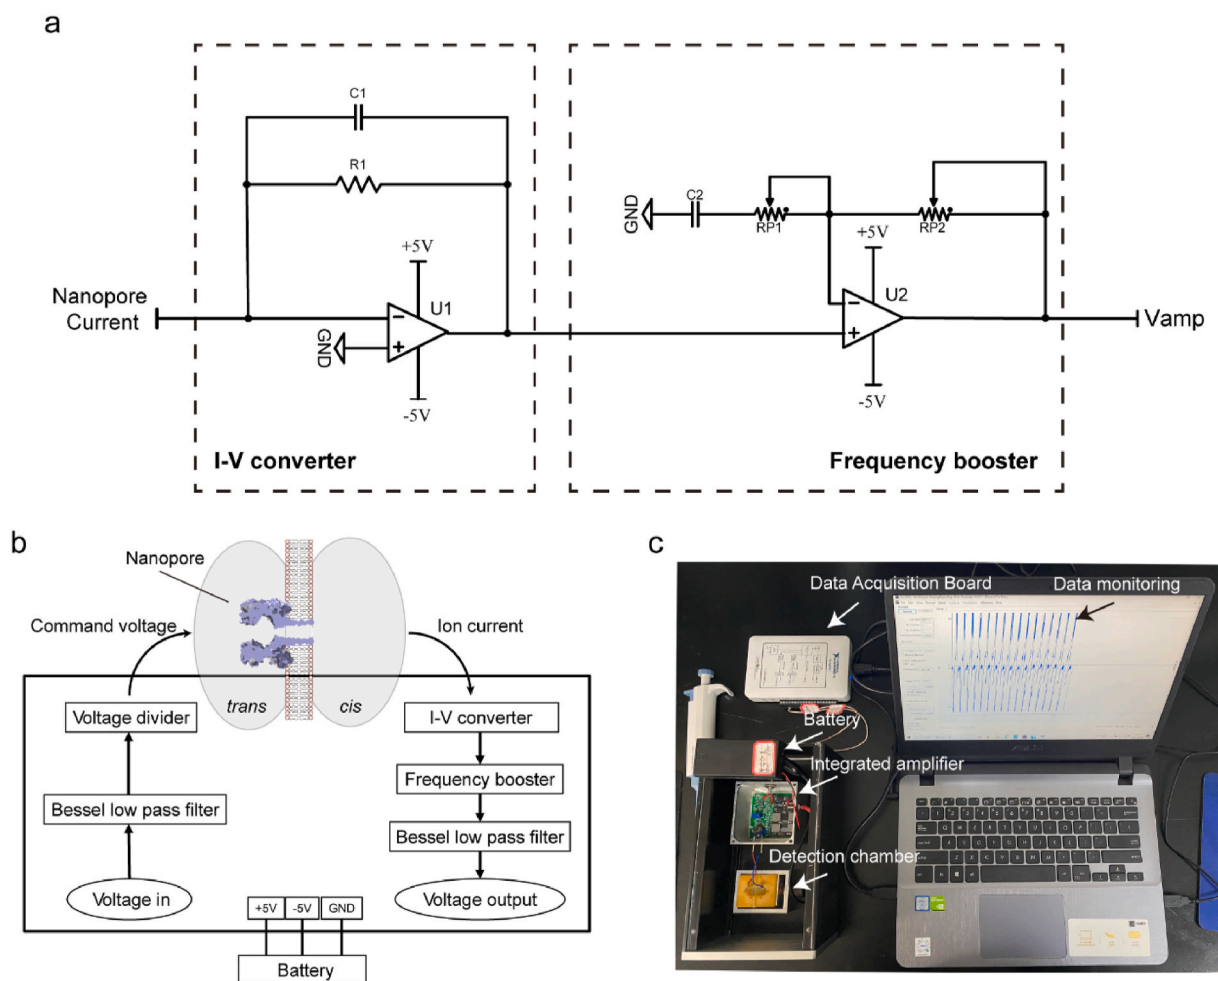 a
C1
R1
+5V
U1
Nanopore
Current
GND
-5V
I-V converter
GND
C2
RP1
RP2
+5V
U2
Vamp
-5V
Frequency booster
b
Nanopore
Command voltage
Ion current
trans
cis
Voltage divider
I-V converter
Frequency booster
Bessel low pass filter
Bessel low pass filter
Voltage in
Voltage output
+5V
-5V
GND
Battery
c
Data Acquisition Board
Data monitoring
Battery
Integrated amplifier
Detection chamber
ASUS